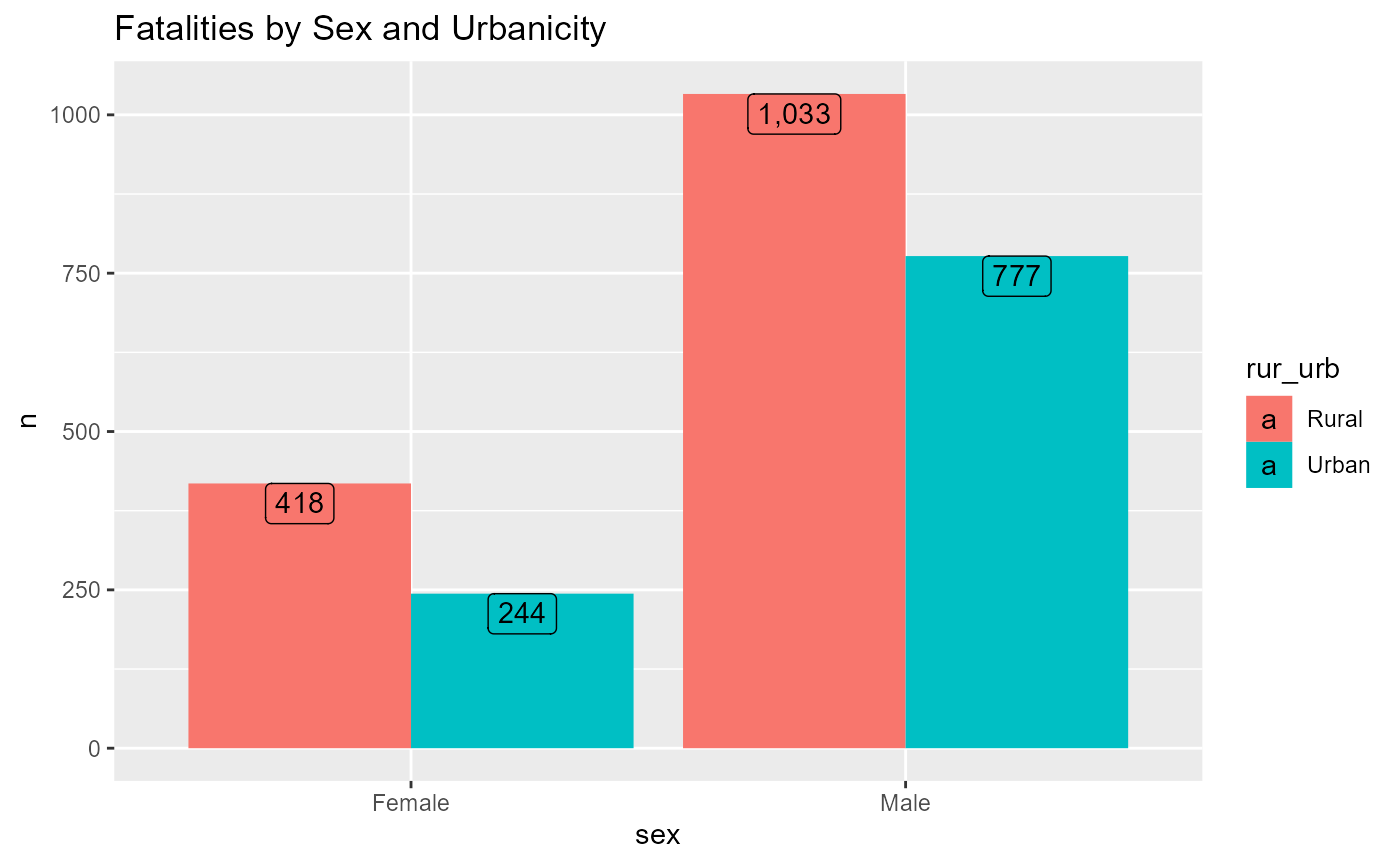 Fatalities by Sex and Urbanicity
1000
750
500
250
0
n
1,033
777
418
244
Female
Male
sex
rur_urb
a Rural
a Urban